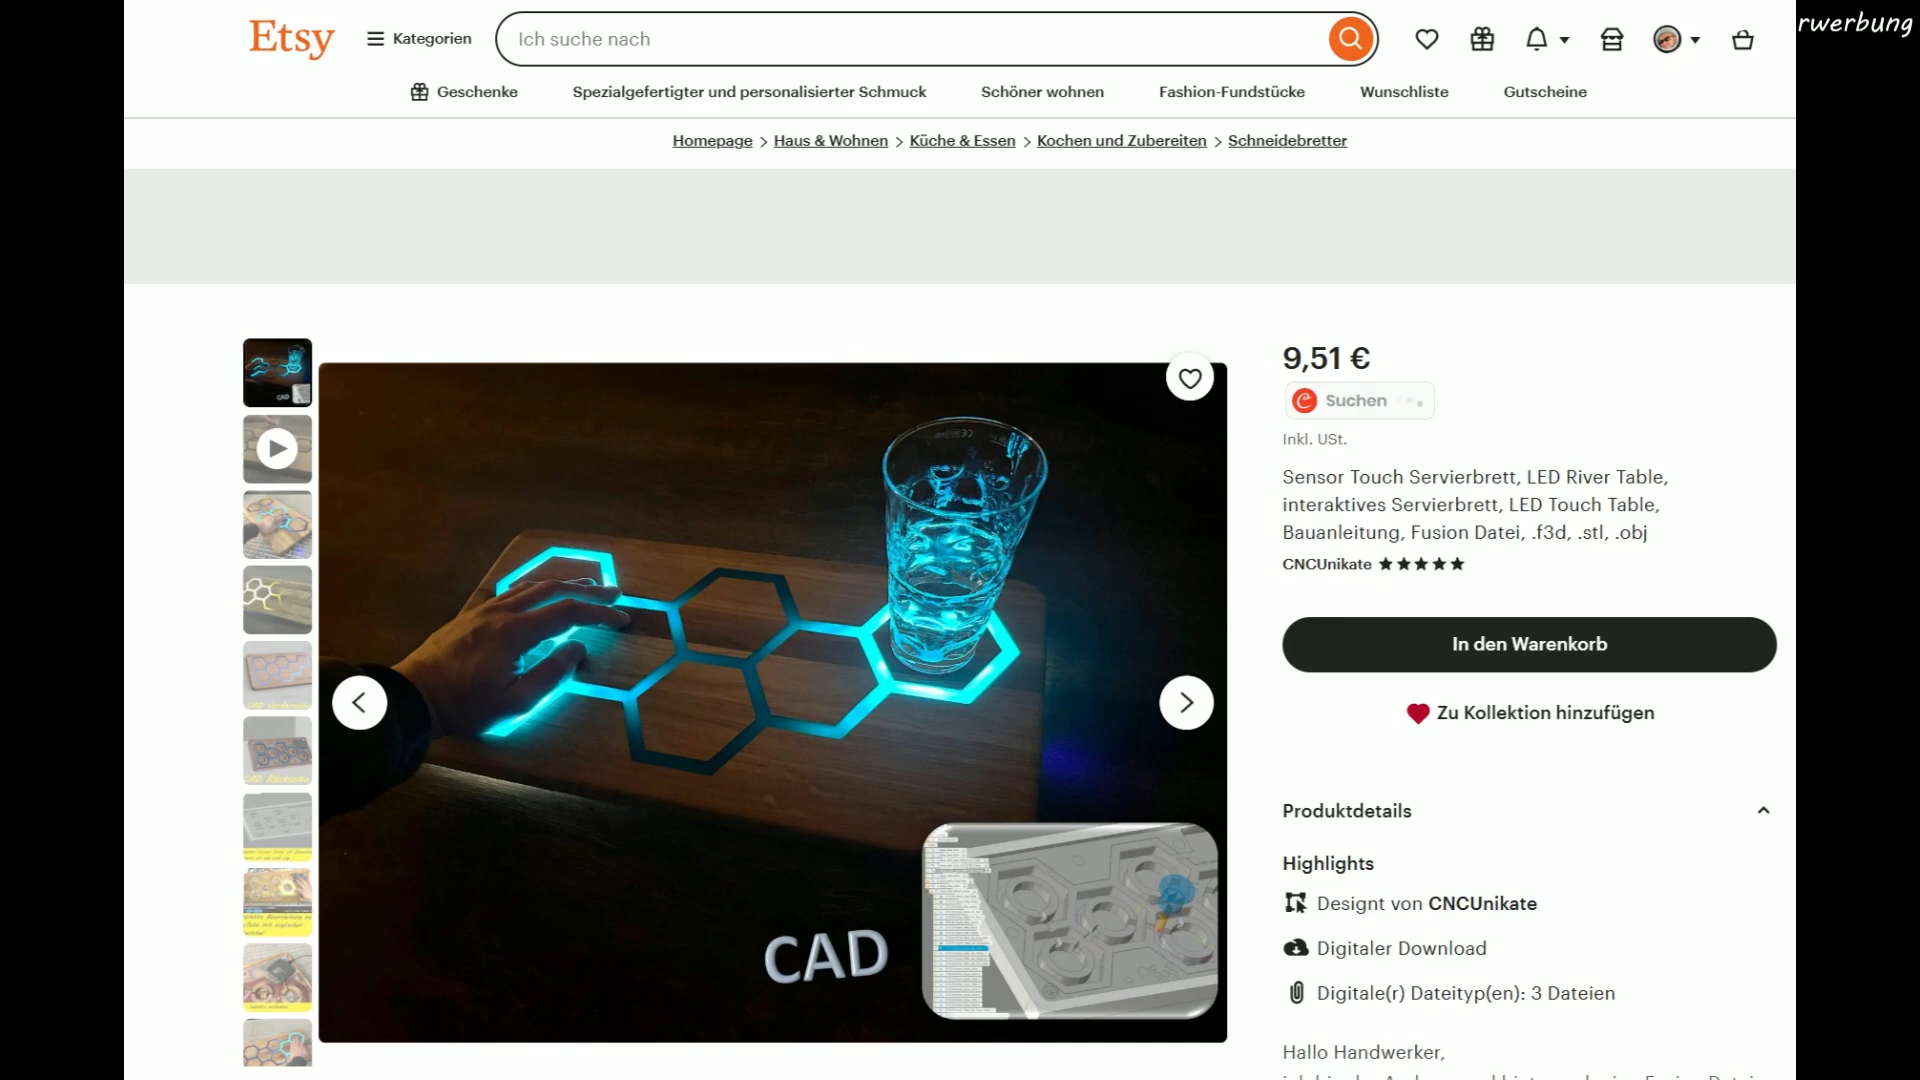 rwerbung
Etsy
Kategorien
Ich suche nach
Geschenke
Spezialgefertigter und personalisierter Schmuck
Schöner wohnen
Fashion-Fundstücke
Wunschliste
Gutscheine
Homepage > Haus & Wohnen > Küche & Essen > Kochen und Zubereiten > Schneidebretter
9,51 €
Suchen
Inkl. USt.
Sensor Touch Servierbrett, LED River Table,
interaktives Servierbrett, LED Touch Table,
Bauanleitung, Fusion Datei, .f3d, .stl, .obj
CNCUnikate
In den Warenkorb
Zu Kollektion hinzufügen
CAD
CAD
Produktdetails
Highlights
Designt von CNCUnikate
Digitaler Download
Digitale(r) Dateityp(en): 3 Dateien
Hallo Handwerker,